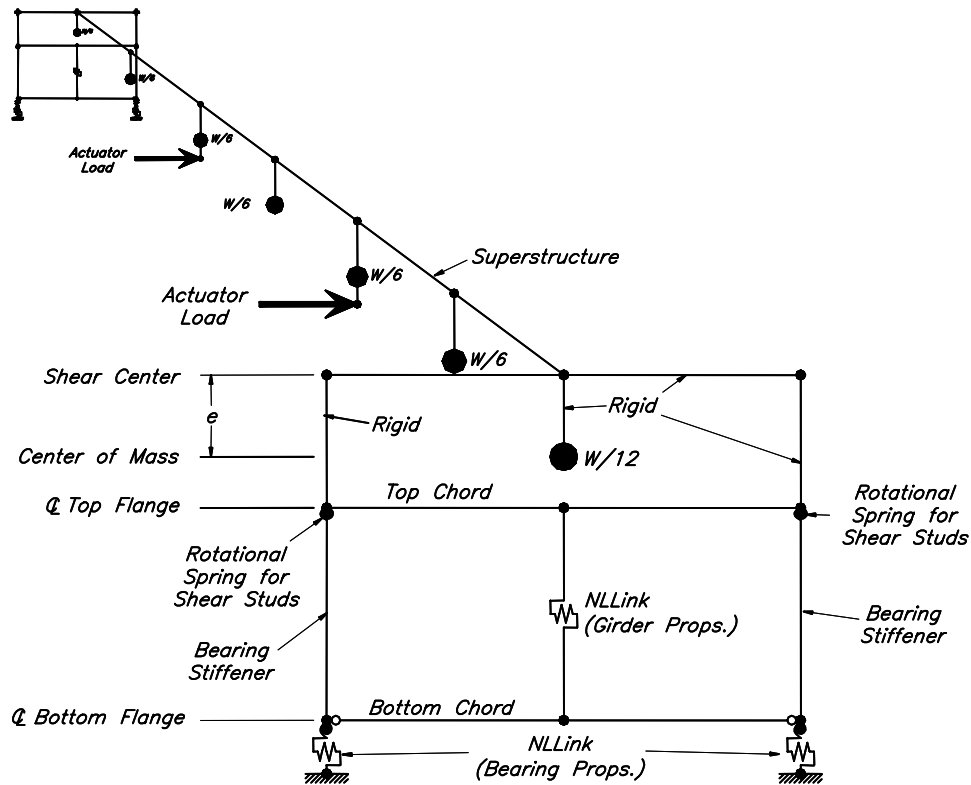 W/6
W/6
Actuator
Load
W/6
Superstructure
W/6
Actuator
Load
W/6
Shear Center
e
Rigid
Rigid
Center of Mass
W/12
Top Chord
℄ Top Flange
Rotational
Spring for
Shear Studs
Rotational
Spring for
Shear Studs
NLLink
(Girder Props.)
Bearing
Stiffener
Bearing
Stiffener
℄ Bottom Flange
Bottom Chord
NLLink
(Bearing Props.)